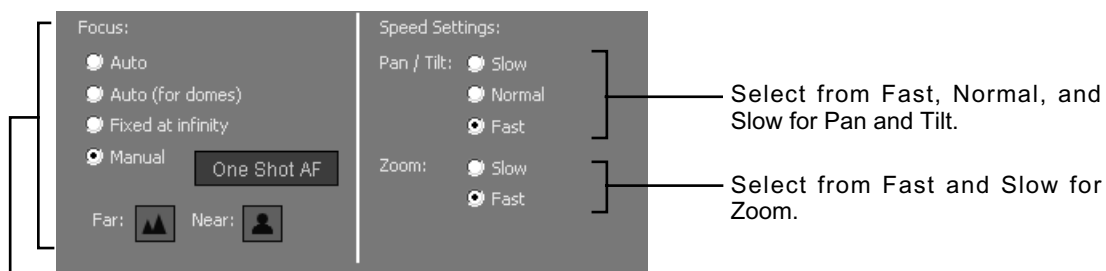 Focus:
Auto
Auto (for domes)
Fixed at infinity
Manual
One Shot AF
Far:
Near:
Speed Settings:
Pan / Tilt:
Slow
Normal
Fast
Zoom:
Slow
Fast
Select from Fast, Normal, and
Slow for Pan and Tilt.
Select from Fast and Slow for
Zoom.